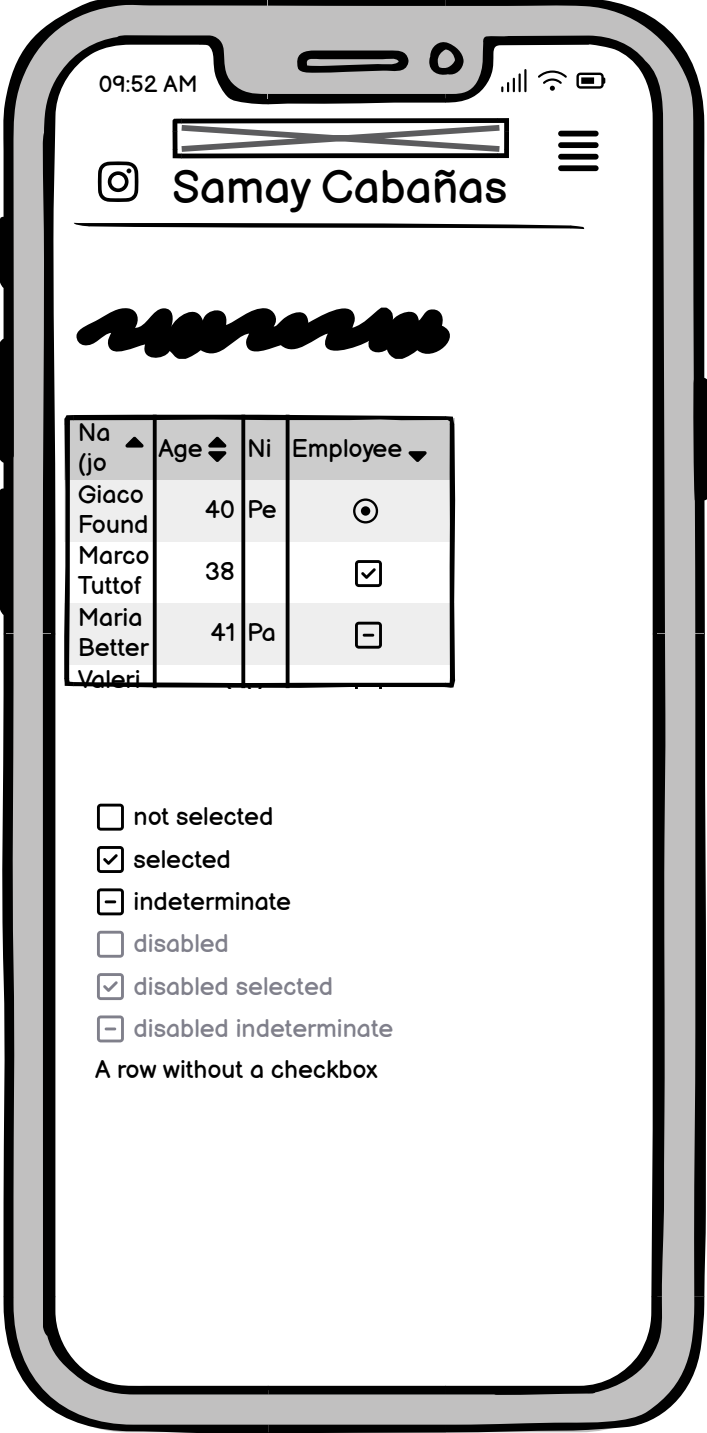 09:52 AM
Samay Cabañas
Na
(jo
Age
Ni
Employee
Giaco
Found
40
Pe
Marco
Tuttof
38
Maria
Better
41
Pa
Valeri
not selected
selected
indeterminate
disabled
disabled selected
disabled indeterminate
A row without a checkbox